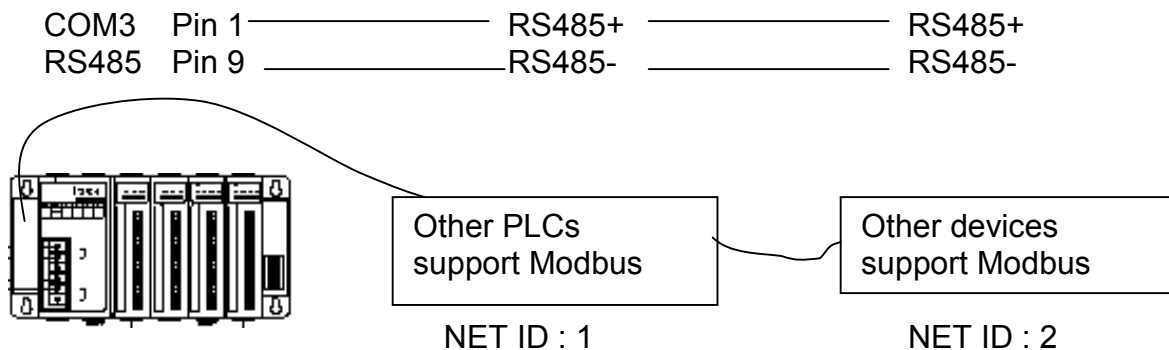 COM3 Pin 1 RS485+ RS485+
RS485 Pin 9 RS485- RS485-
Other PLCs
support Modbus
Other devices
support Modbus
NET ID : 1 NET ID : 2